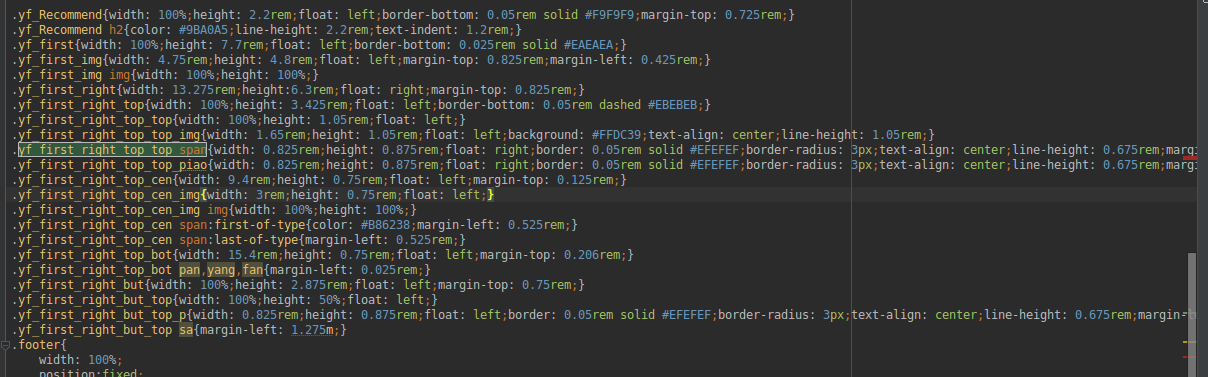 .yf_Recommend{width: 100%;height: 2.2rem;float: left;border-bottom: 0.05rem solid #F9F9F9;margin-top: 0.725rem;}
.yf_Recommend h2{color: #9BA0A5;line-height: 2.2rem;text-indent: 1.2rem;}
.yf_first{width: 100%;height: 7.7rem;float: left;border-bottom: 0.025rem solid #EAEAEA;}
.yf_first_img{width: 4.75rem;height: 4.8rem;float: left;margin-top: 0.825rem;margin-left: 0.425rem;}
.yf_first_img img{width: 100%;height: 100%;}
.yf_first_right{width: 13.275rem;height:6.3rem;float: right;margin-top: 0.825rem;}
.yf_first_right_top{width: 100%;height: 3.425rem;float: left;border-bottom: 0.05rem dashed #EBEBEB;}
.yf_first_right_top_top{width: 100%;height: 1.05rem;float: left;}
.yf_first_right_top_top_img{width: 1.65rem;height: 1.05rem;float: left;background: #FFDC39;text-align: center;line-height: 1.05rem;}
.yf_first_right_top_top span{width: 0.825rem;height: 0.875rem;float: right;border: 0.05rem solid #EFEFEF;border-radius: 3px;text-align: center;line-height: 0.675rem;margi
.yf_first_right_top_top_piao{width: 0.825rem;height: 0.875rem;float: right;border: 0.05rem solid #EFEFEF;border-radius: 3px;text-align: center;line-height: 0.675rem;margi
.yf_first_right_top_cen{width: 9.4rem;height: 0.75rem;float: left;margin-top: 0.125rem;}
.yf_first_right_top_cen_img{width: 3rem;height: 0.75rem;float: left;}
.yf_first_right_top_cen_img img{width: 100%;height: 100%;}
.yf_first_right_top_cen span:first-of-type{color: #B86238;margin-left: 0.525rem;}
.yf_first_right_top_cen span:last-of-type{margin-left: 0.525rem;}
.yf_first_right_top_bot{width: 15.4rem;height: 0.75rem;float: left;margin-top: 0.206rem;}
.yf_first_right_top_bot pan,yang,fan{margin-left: 0.025rem;}
.yf_first_right_but{width: 100%;height: 2.875rem;float: left;margin-top: 0.75rem;}
.yf_first_right_but_top{width: 100%;height: 50%;float: left;}
.yf_first_right_but_top_p{width: 0.825rem;height: 0.875rem;float: left;border: 0.05rem solid #EFEFEF;border-radius: 3px;text-align: center;line-height: 0.675rem;margin-
.yf_first_right_but_top sa{margin-left: 1.275m;}
.footer{
width: 100%;
position:fixed;